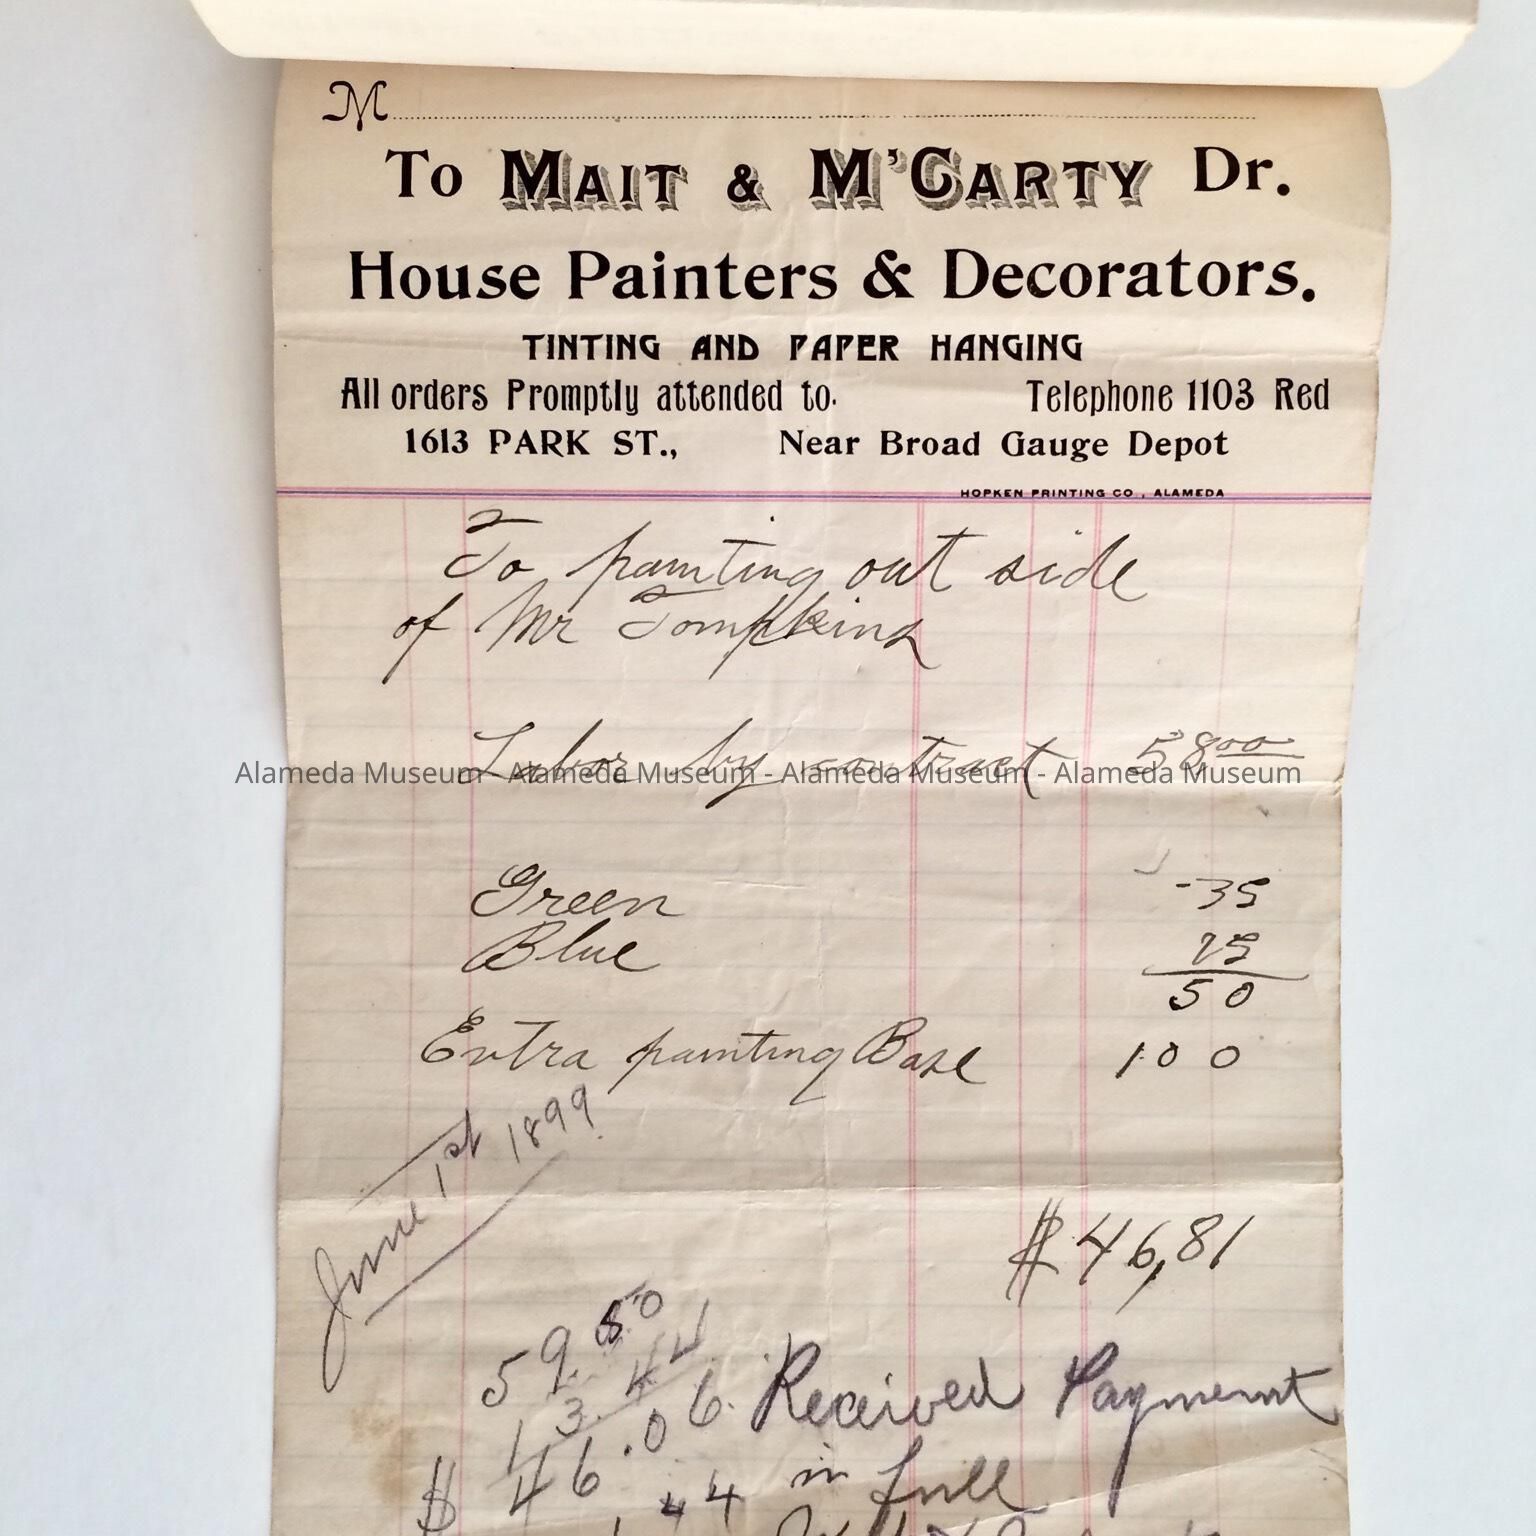 M
To MAIT & M'CARTY Dr.
House Painters & Decorators.
TINTING AND PAPER HANGING
All orders Promptly attended to. Telephone 1103 Red
1613 PARK ST., Near Broad Gauge Depot
HOPKEN PRINTING CO., ALAMEDA
To painting out side
of Mr Tompkins
Labor by contract 58.00
Alameda Museum - Alameda Museum - Alameda Museum - Alameda Museum
Green -35
Blue
50
Extra painting Base 1.00
June 1st 1899
$46,81
59.50
13.44
$46.06
Received Payment
in full
44